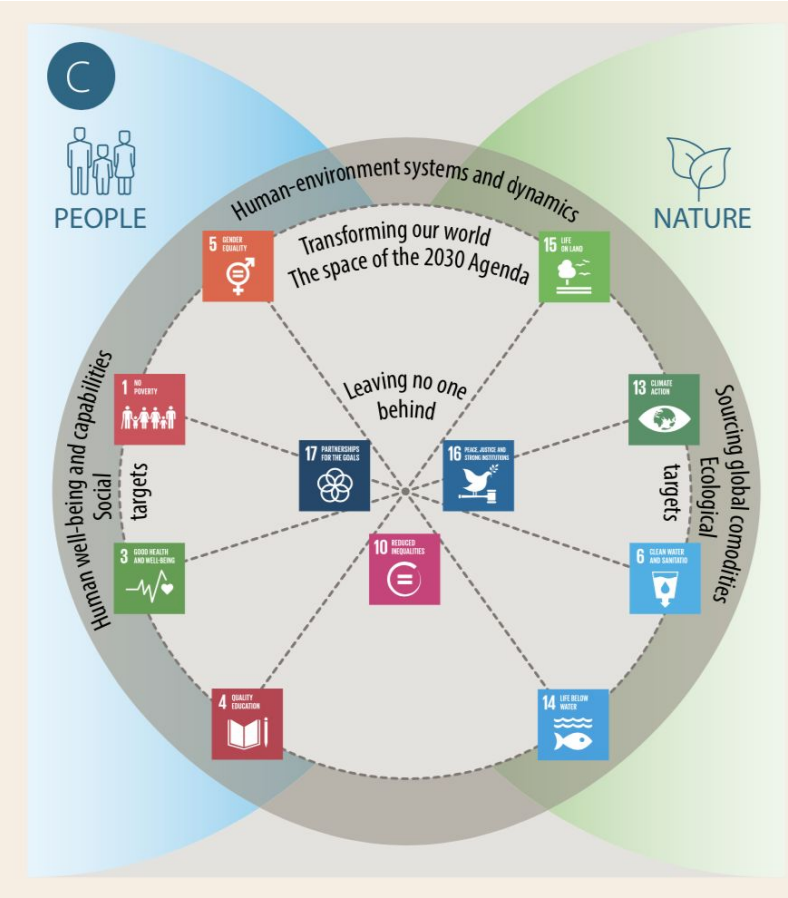 C
PEOPLE
NATURE
Human-environment systems and dynamics
Transforming our world
The space of the 2030 Agenda
5 GENDER
EQUALITY
15 LIFE
ON LAND
Leaving no one
behind
1 NO
POVERTY
13 CLIMATE
ACTION
Human well-being and capabilities
Social
targets
17 PARTNERSHIPS
FOR THE GOALS
16 PEACE, JUSTICE AND
STRONG INSTITUTIONS
targets
Ecological
Sourcing global comodities
10 REDUCED
INEQUALITIES
3 GOOD HEALTH
AND WELL-BEING
6 CLEAN WATER
AND SANITATIO
4 QUALITY
EDUCATION
14 LIFE BELOW
WATER